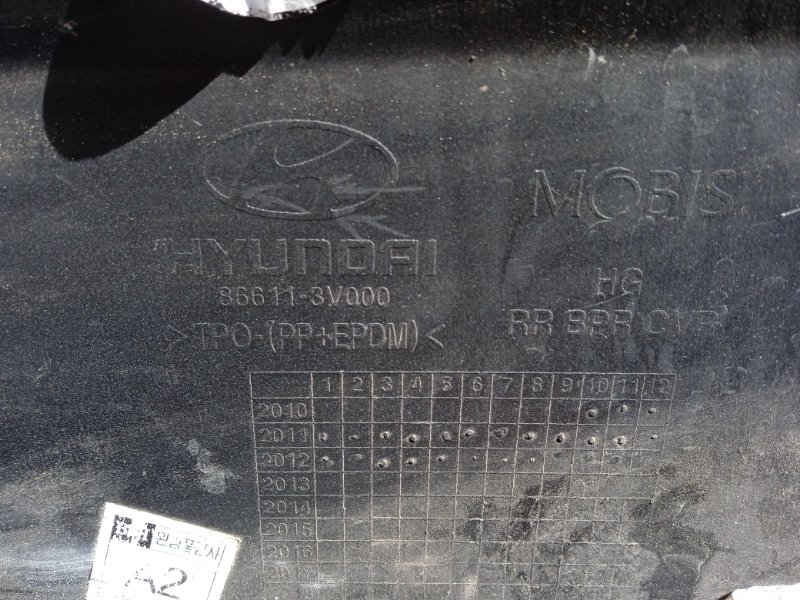 HYUNDAI
86611-3V000
>TPO-(PP+EPDM)<
MOBIS
HG
RR BPR CVR
1 2 3 4 5 6 7 8 9 10 11 12
2010
2011
2012
2013
2014
2015
2016
A2